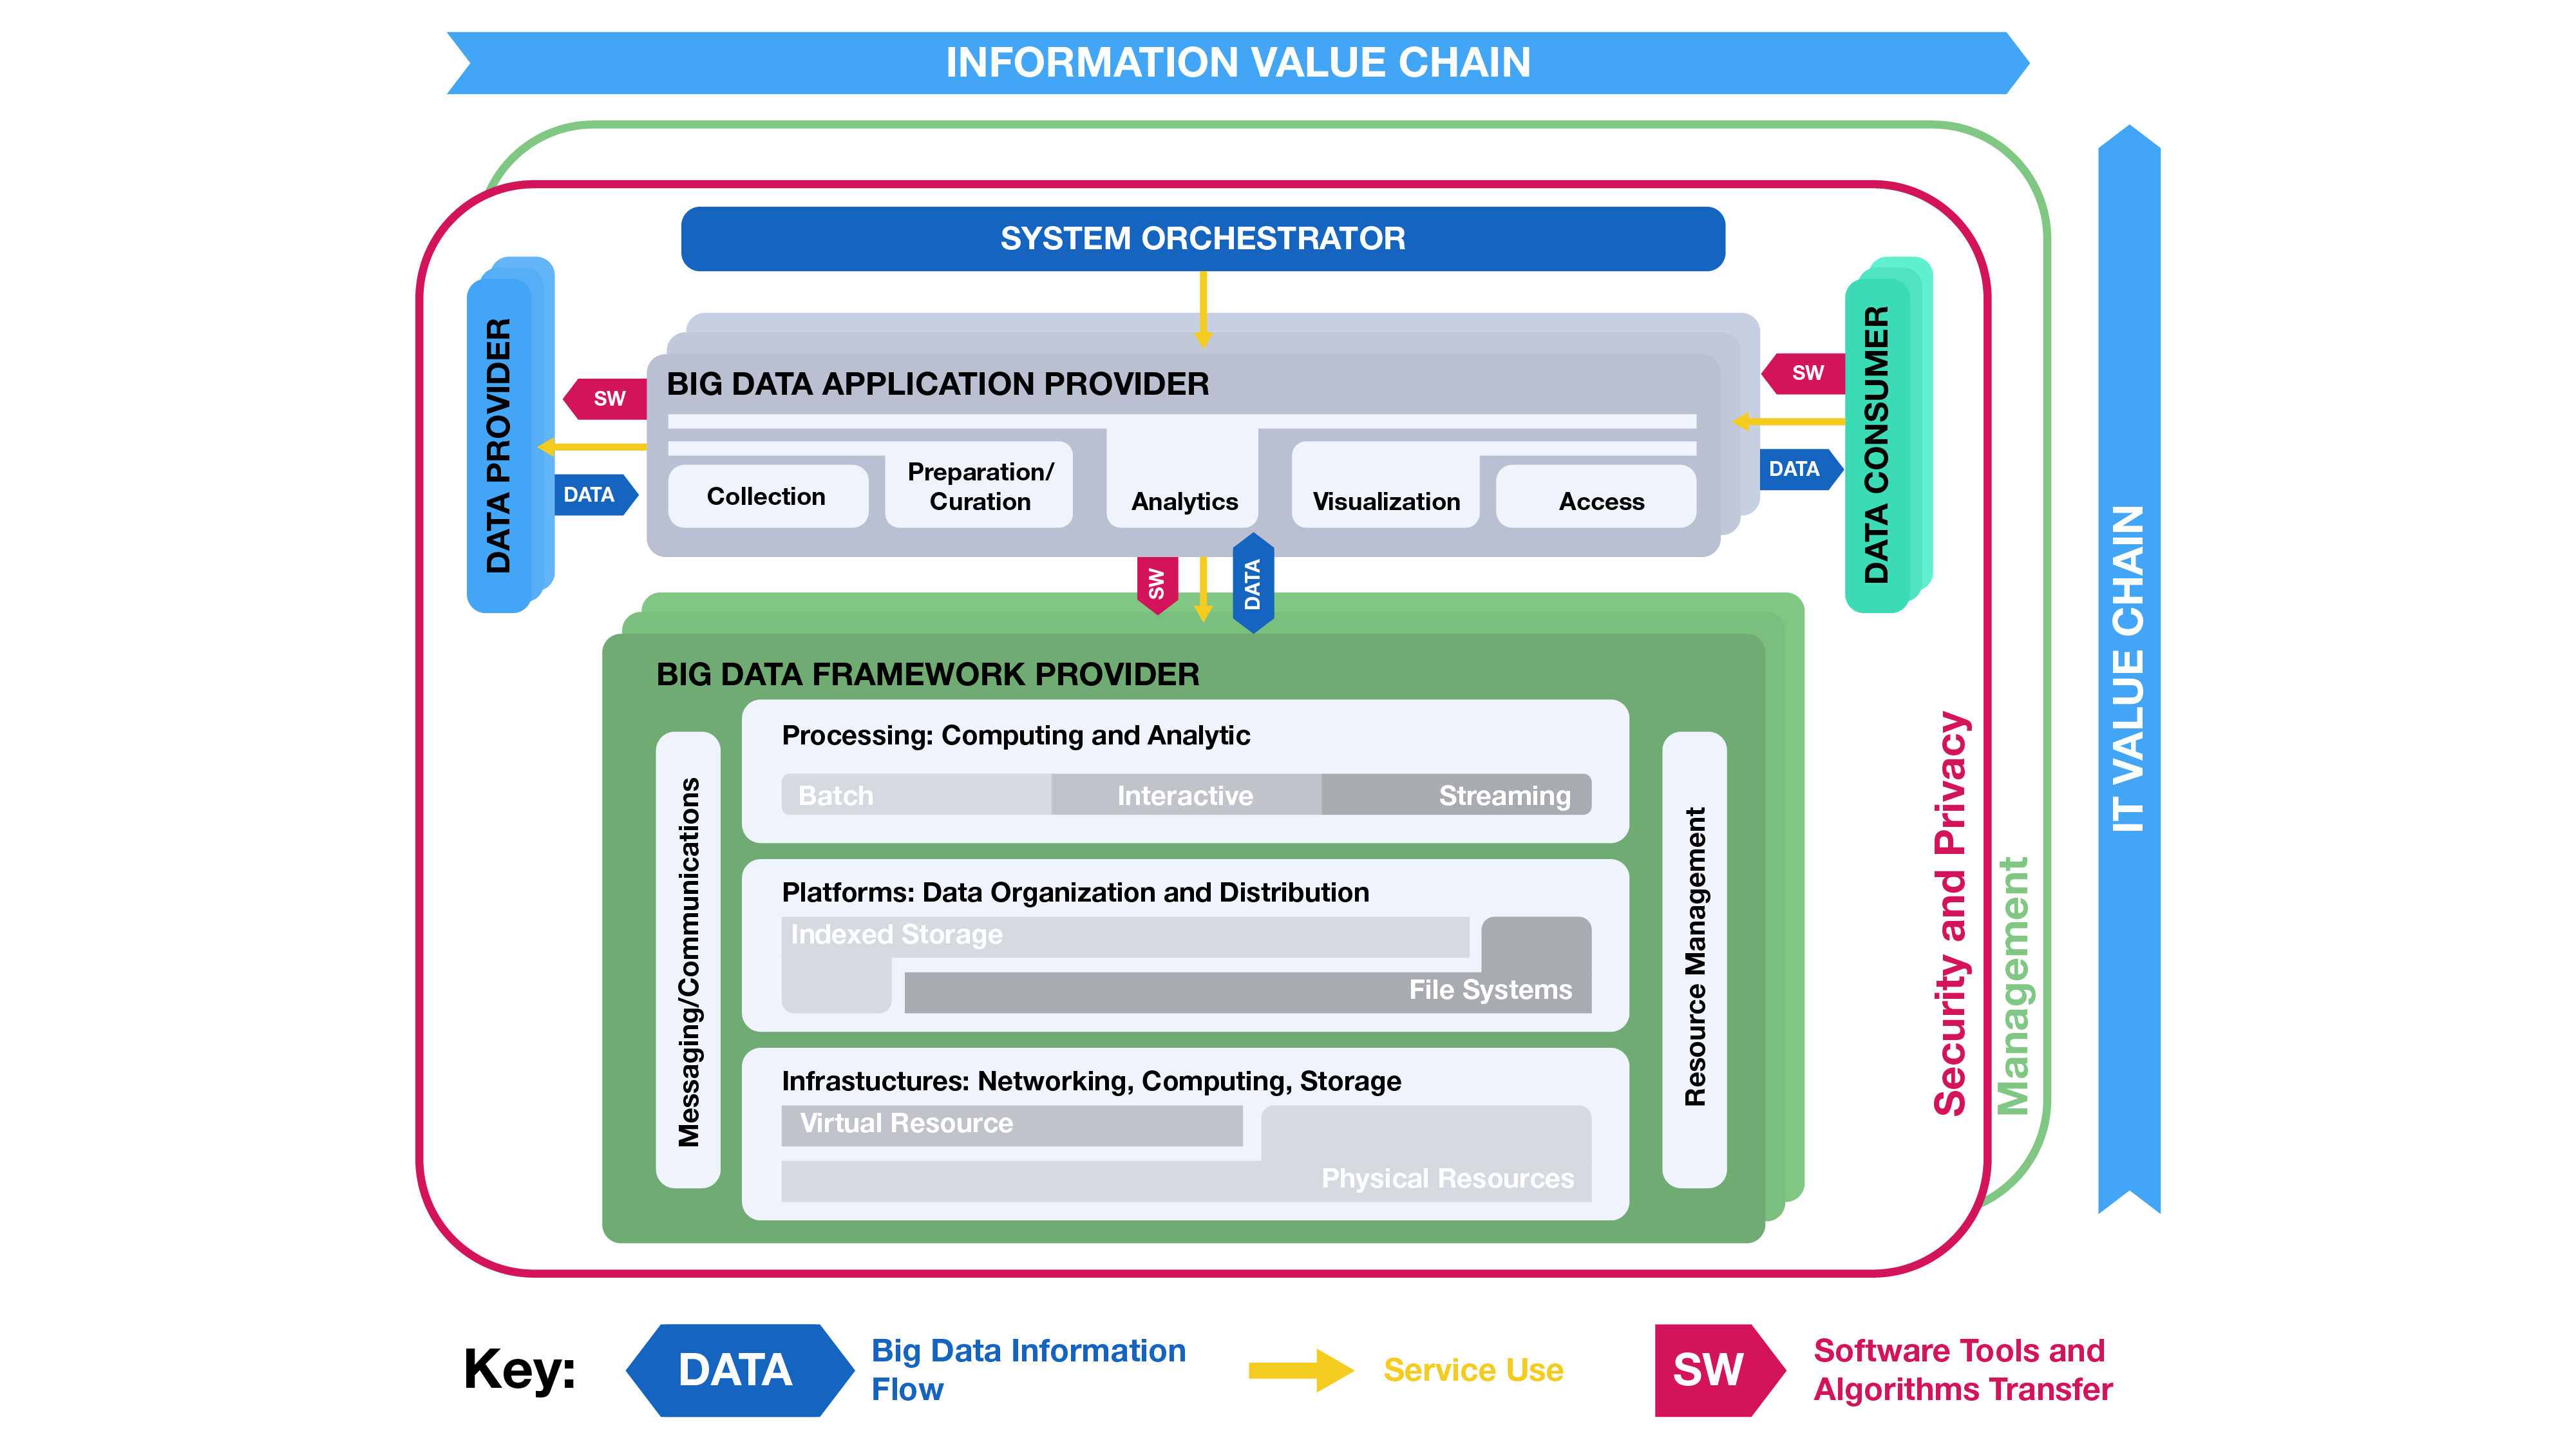 INFORMATION VALUE CHAIN
SYSTEM ORCHESTRATOR
DATA PROVIDER
SW
DATA
BIG DATA APPLICATION PROVIDER
Collection
Preparation/
Curation
Analytics
Visualization
Access
SW
DATA
DATA CONSUMER
SW
DATA
BIG DATA FRAMEWORK PROVIDER
Messaging/Communications
Processing: Computing and Analytic
Batch
Interactive
Streaming
Platforms: Data Organization and Distribution
Indexed Storage
File Systems
Infrastuctures: Networking, Computing, Storage
Virtual Resource
Physical Resources
Resource Management
Security and Privacy
Management
IT VALUE CHAIN
Key:
DATA
Big Data Information
Flow
Service Use
SW
Software Tools and
Algorithms Transfer